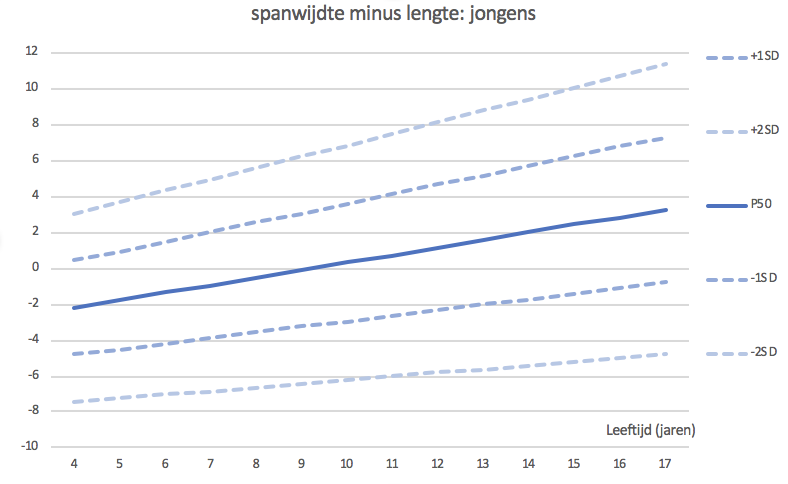 spanwijdte minus lengte: jongens
12
10
8
6
4
2
0
-2
-4
-6
-8
-10
4 5 6 7 8 9 10 11 12 13 14 15 16 17
Leeftijd (jaren)
+1SD
+2SD
P50
-1SD
-2SD